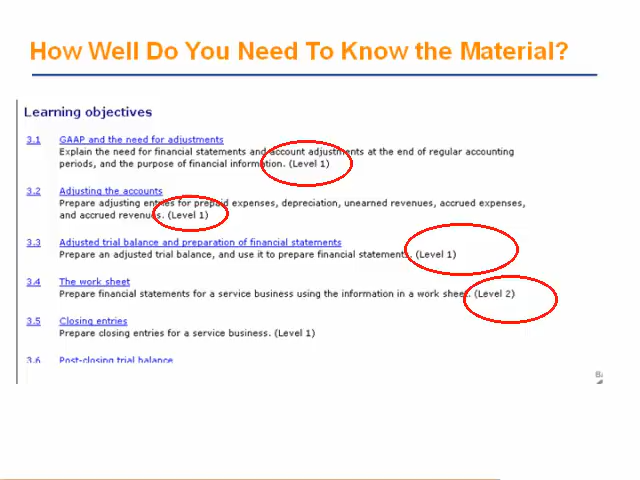 How Well Do You Need To Know the Material?
Learning objectives
3.1 GAAP and the need for adjustments
Explain the need for financial statements and account adjustments at the end of regular accounting
periods, and the purpose of financial information. (Level 1)
3.2 Adjusting the accounts
Prepare adjusting entries for prepaid expenses, depreciation, unearned revenues, accrued expenses,
and accrued revenues. (Level 1)
3.3 Adjusted trial balance and preparation of financial statements
Prepare an adjusted trial balance, and use it to prepare financial statements. (Level 1)
3.4 The work sheet
Prepare financial statements for a service business using the information in a work sheet. (Level 2)
3.5 Closing entries
Prepare closing entries for a service business. (Level 1)
3.6 Post-closing trial balance